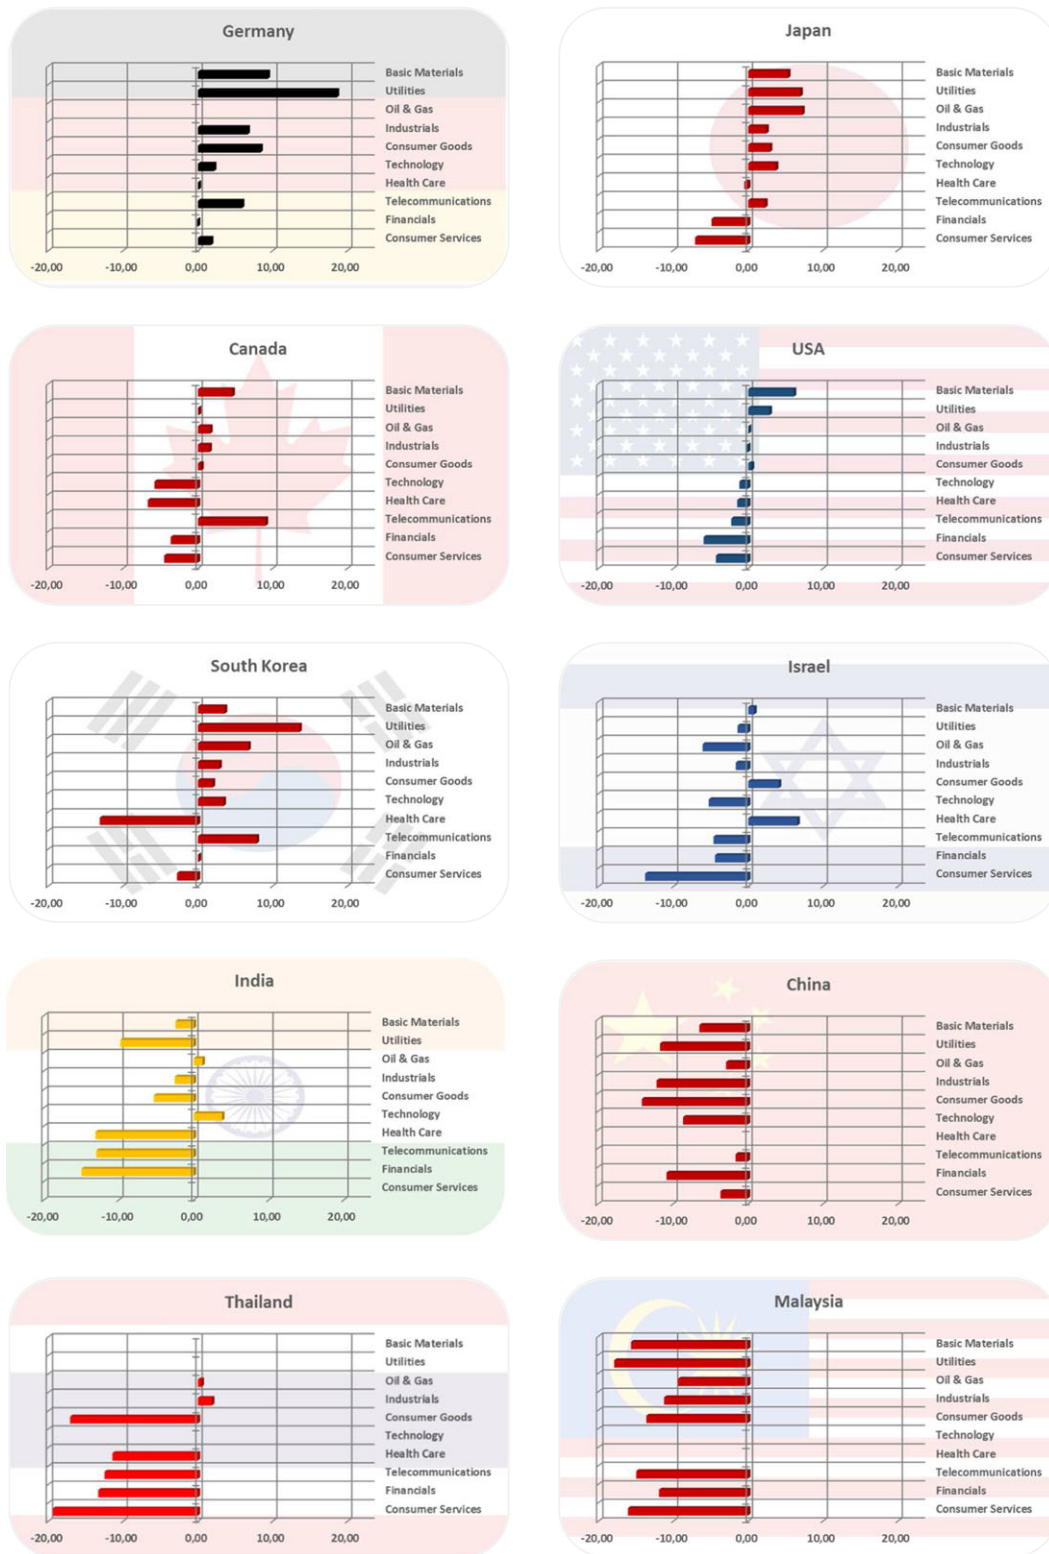 Germany
Basic Materials
Utilities
Oil & Gas
Industrials
Consumer Goods
Technology
Health Care
Telecommunications
Financials
Consumer Services
-20,00 -10,00 0,00 10,00 20,00
Japan
Basic Materials
Utilities
Oil & Gas
Industrials
Consumer Goods
Technology
Health Care
Telecommunications
Financials
Consumer Services
-20,00 -10,00 0,00 10,00 20,00
Canada
Basic Materials
Utilities
Oil & Gas
Industrials
Consumer Goods
Technology
Health Care
Telecommunications
Financials
Consumer Services
-20,00 -10,00 0,00 10,00 20,00
USA
Basic Materials
Utilities
Oil & Gas
Industrials
Consumer Goods
Technology
Health Care
Telecommunications
Financials
Consumer Services
-20,00 -10,00 0,00 10,00 20,00
South Korea
Basic Materials
Utilities
Oil & Gas
Industrials
Consumer Goods
Technology
Health Care
Telecommunications
Financials
Consumer Services
-20,00 -10,00 0,00 10,00 20,00
Israel
Basic Materials
Utilities
Oil & Gas
Industrials
Consumer Goods
Technology
Health Care
Telecommunications
Financials
Consumer Services
-20,00 -10,00 0,00 10,00 20,00
India
Basic Materials
Utilities
Oil & Gas
Industrials
Consumer Goods
Technology
Health Care
Telecommunications
Financials
Consumer Services
-20,00 -10,00 0,00 10,00 20,00
China
Basic Materials
Utilities
Oil & Gas
Industrials
Consumer Goods
Technology
Health Care
Telecommunications
Financials
Consumer Services
-20,00 -10,00 0,00 10,00 20,00
Thailand
Basic Materials
Utilities
Oil & Gas
Industrials
Consumer Goods
Technology
Health Care
Telecommunications
Financials
Consumer Services
-20,00 -10,00 0,00 10,00 20,00
Malaysia
Basic Materials
Utilities
Oil & Gas
Industrials
Consumer Goods
Technology
Health Care
Telecommunications
Financials
Consumer Services
-20,00 -10,00 0,00 10,00 20,00